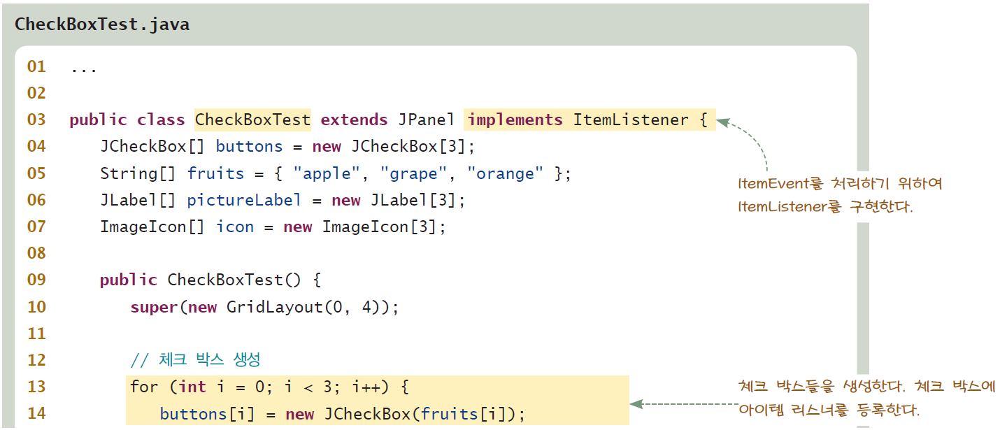 CheckBoxTest.java
01 ...
02
03 public class CheckBoxTest extends JPanel implements ItemListener {
04 JCheckBox[] buttons = new JCheckBox[3];
05 String[] fruits = { "apple", "grape", "orange" };
06 JLabel[] pictureLabel = new JLabel[3];
07 ImageIcon[] icon = new ImageIcon[3];
08
09 public CheckBoxTest() {
10 super(new GridLayout(0, 4));
11
12 // 체크 박스 생성
13 for (int i = 0; i < 3; i++) {
14 buttons[i] = new JCheckBox(fruits[i]);
ItemEvent를 처리하기 위하여
ItemListener를 구현한다.
체크 박스들을 생성한다. 체크 박스에
아이템 리스너를 등록한다.